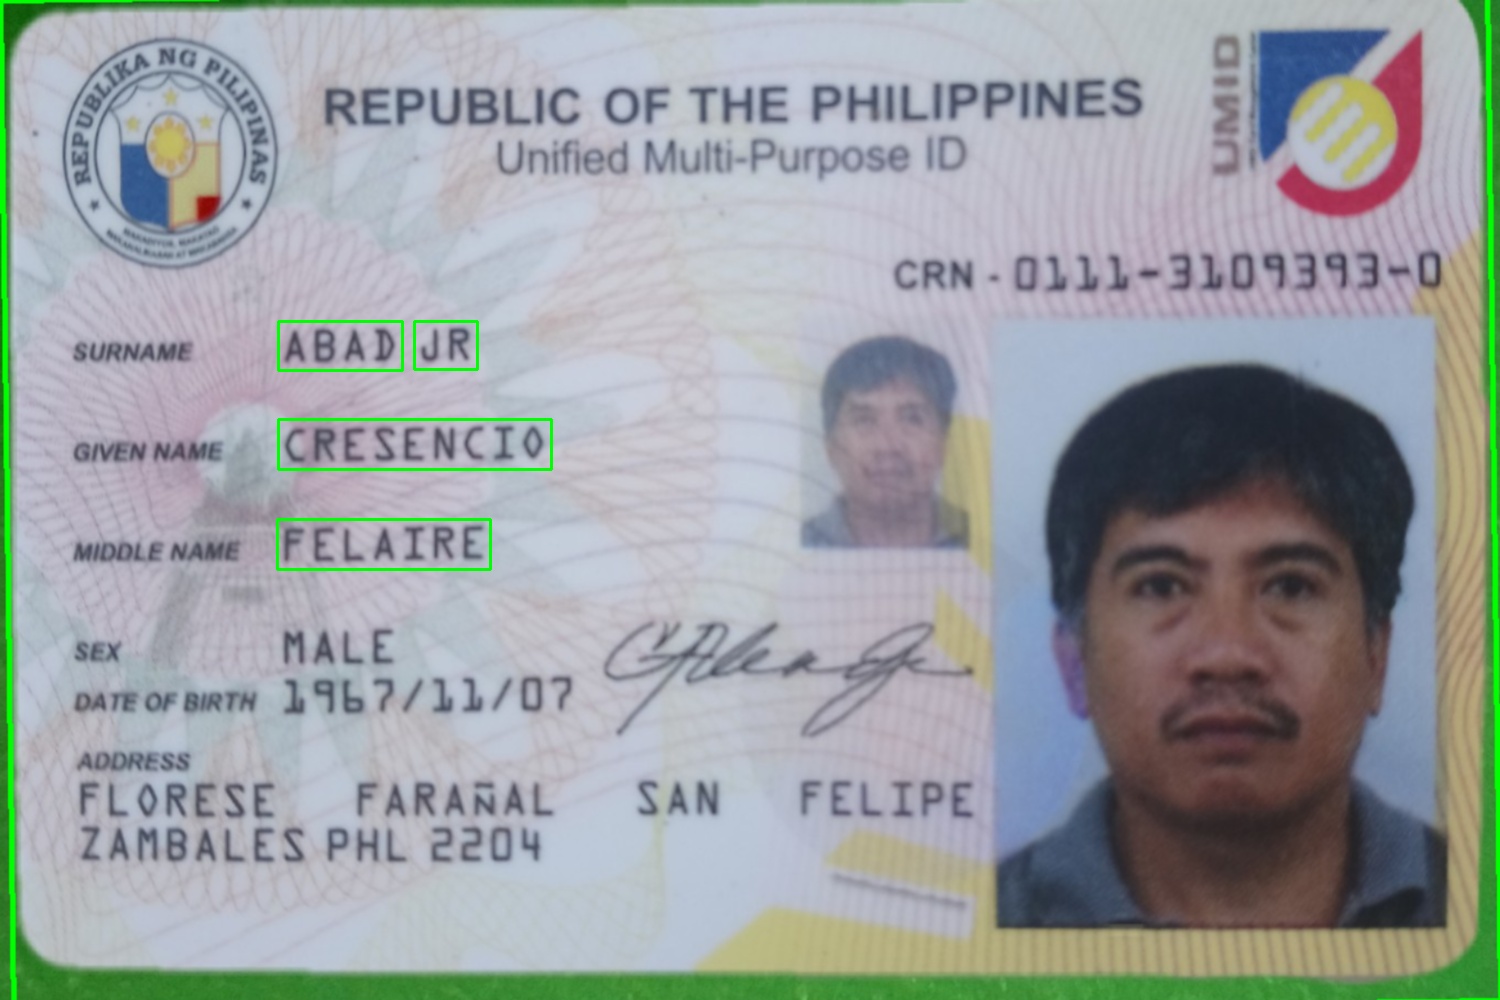 REPUBLIKA NG PILIPINAS
REPUBLIC OF THE PHILIPPINES
Unified Multi-Purpose ID
UMID
CRN - 0111-3109393-0
SURNAME ABAD JR
GIVEN NAME CRESENCIO
MIDDLE NAME FELAIRE
SEX MALE
DATE OF BIRTH 1967/11/07
ADDRESS
FLORESE FARAÑAL SAN FELIPE
ZAMBALES PHL 2204